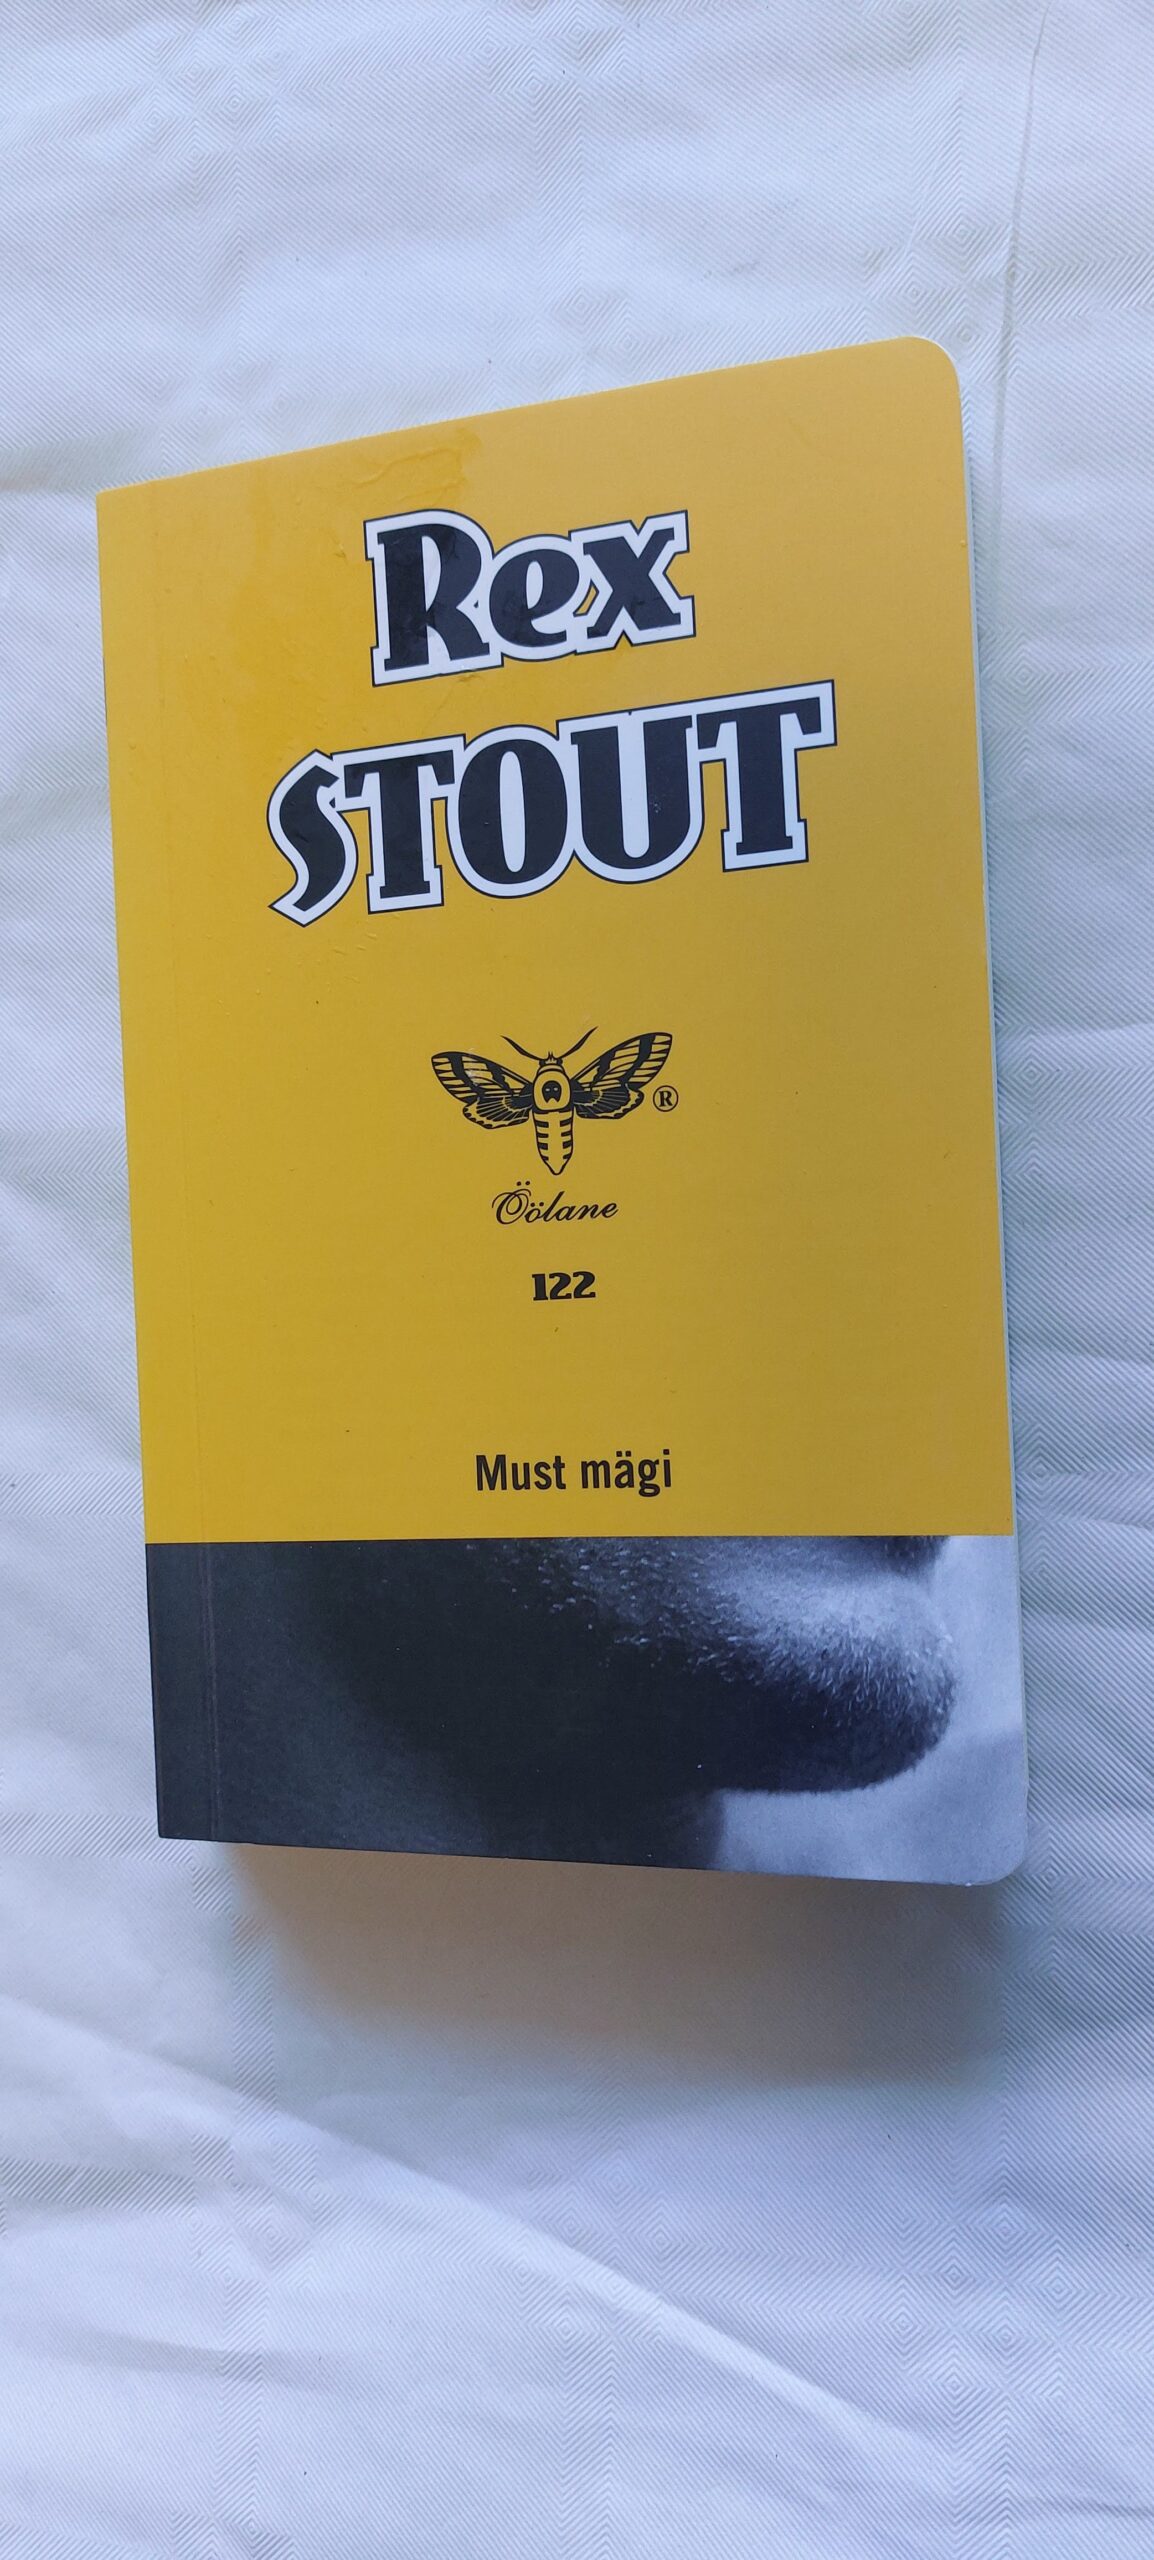 Rex
STOUT
®
Öölane
122
Must mägi